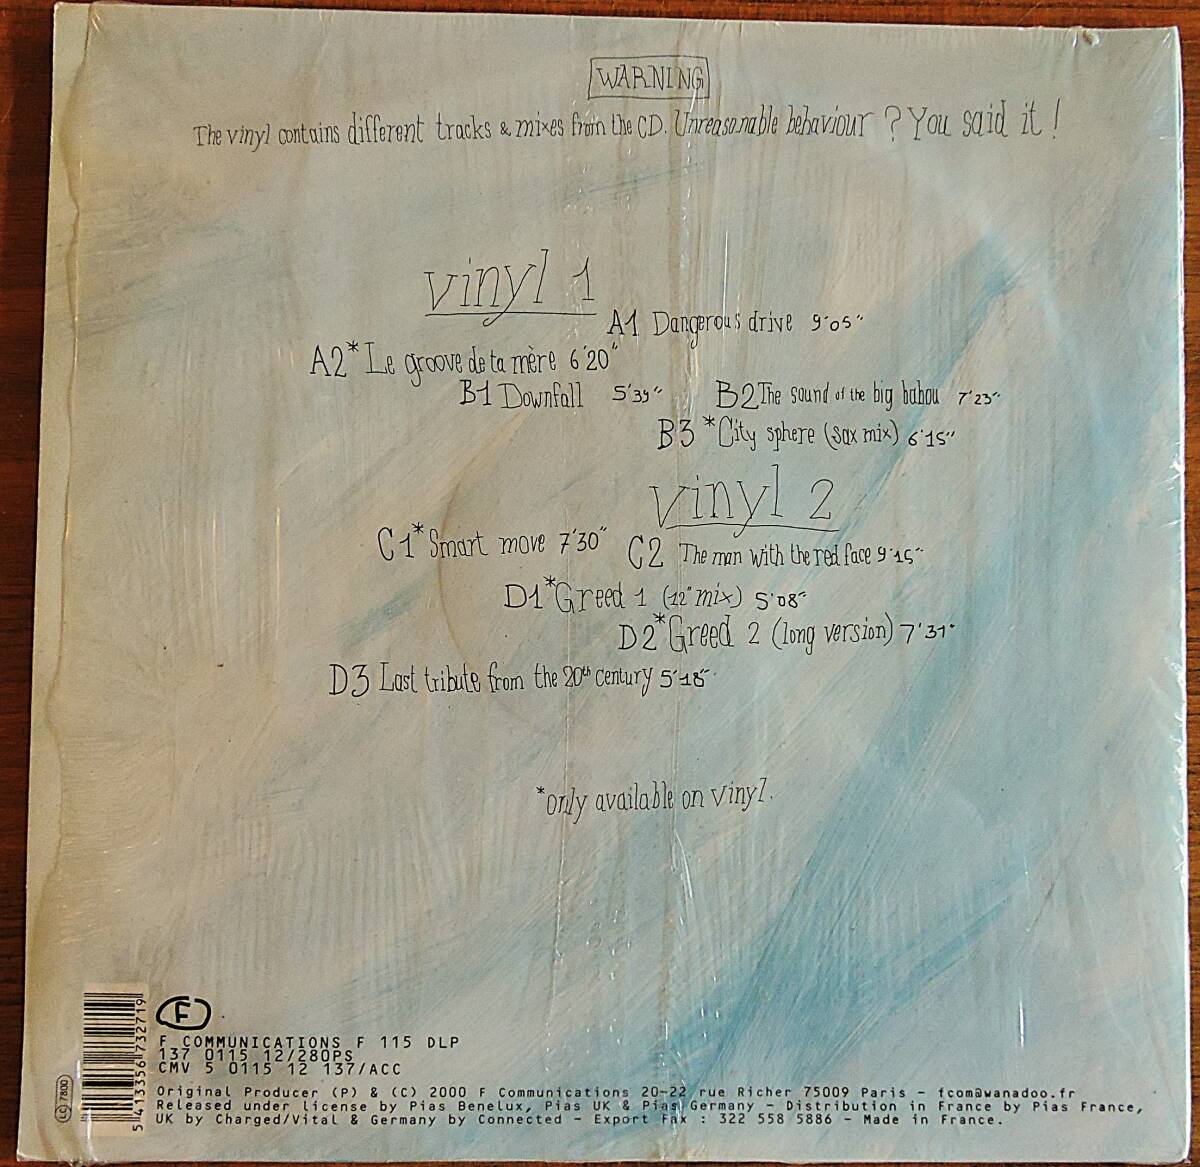 WARNING
The vinyl contains different tracks & mixes from the CD. Unreasonable behaviour ? You said it !
vinyl 1
A1 Dangerous drive 9'05"
A2* Le groove de ta mère 6'20"
B1 Downfall 5'39" B2 The sound of the big babou 7'23"
B3 *City sphere (sax mix) 6'15"
vinyl 2
C1* Smart move 7'30" C2 The man with the red face 9'15"
D1* Greed 1 (12" mix) 5'08"
D2* Greed 2 (long version) 7'31"
D3 Last tribute from the 20th century 5'18"
*only available on vinyl.
F
F COMMUNICATIONS F 115 DLP
137 0115 12/280PS
CMV 5 0115 12 137/ACC
Original Producer (P) & (C) 2000 F Communications 20-22 rue Richer 75009 Paris - fcom@wanadoo.fr
Released under license by Pias Benelux, Pias UK & Pias Germany - Distribution in France by Pias France,
UK by Charged/Vital & Germany by Connected - Export Fax : 322 558 5886 - Made in France.
5 413356 732719
LC 7800